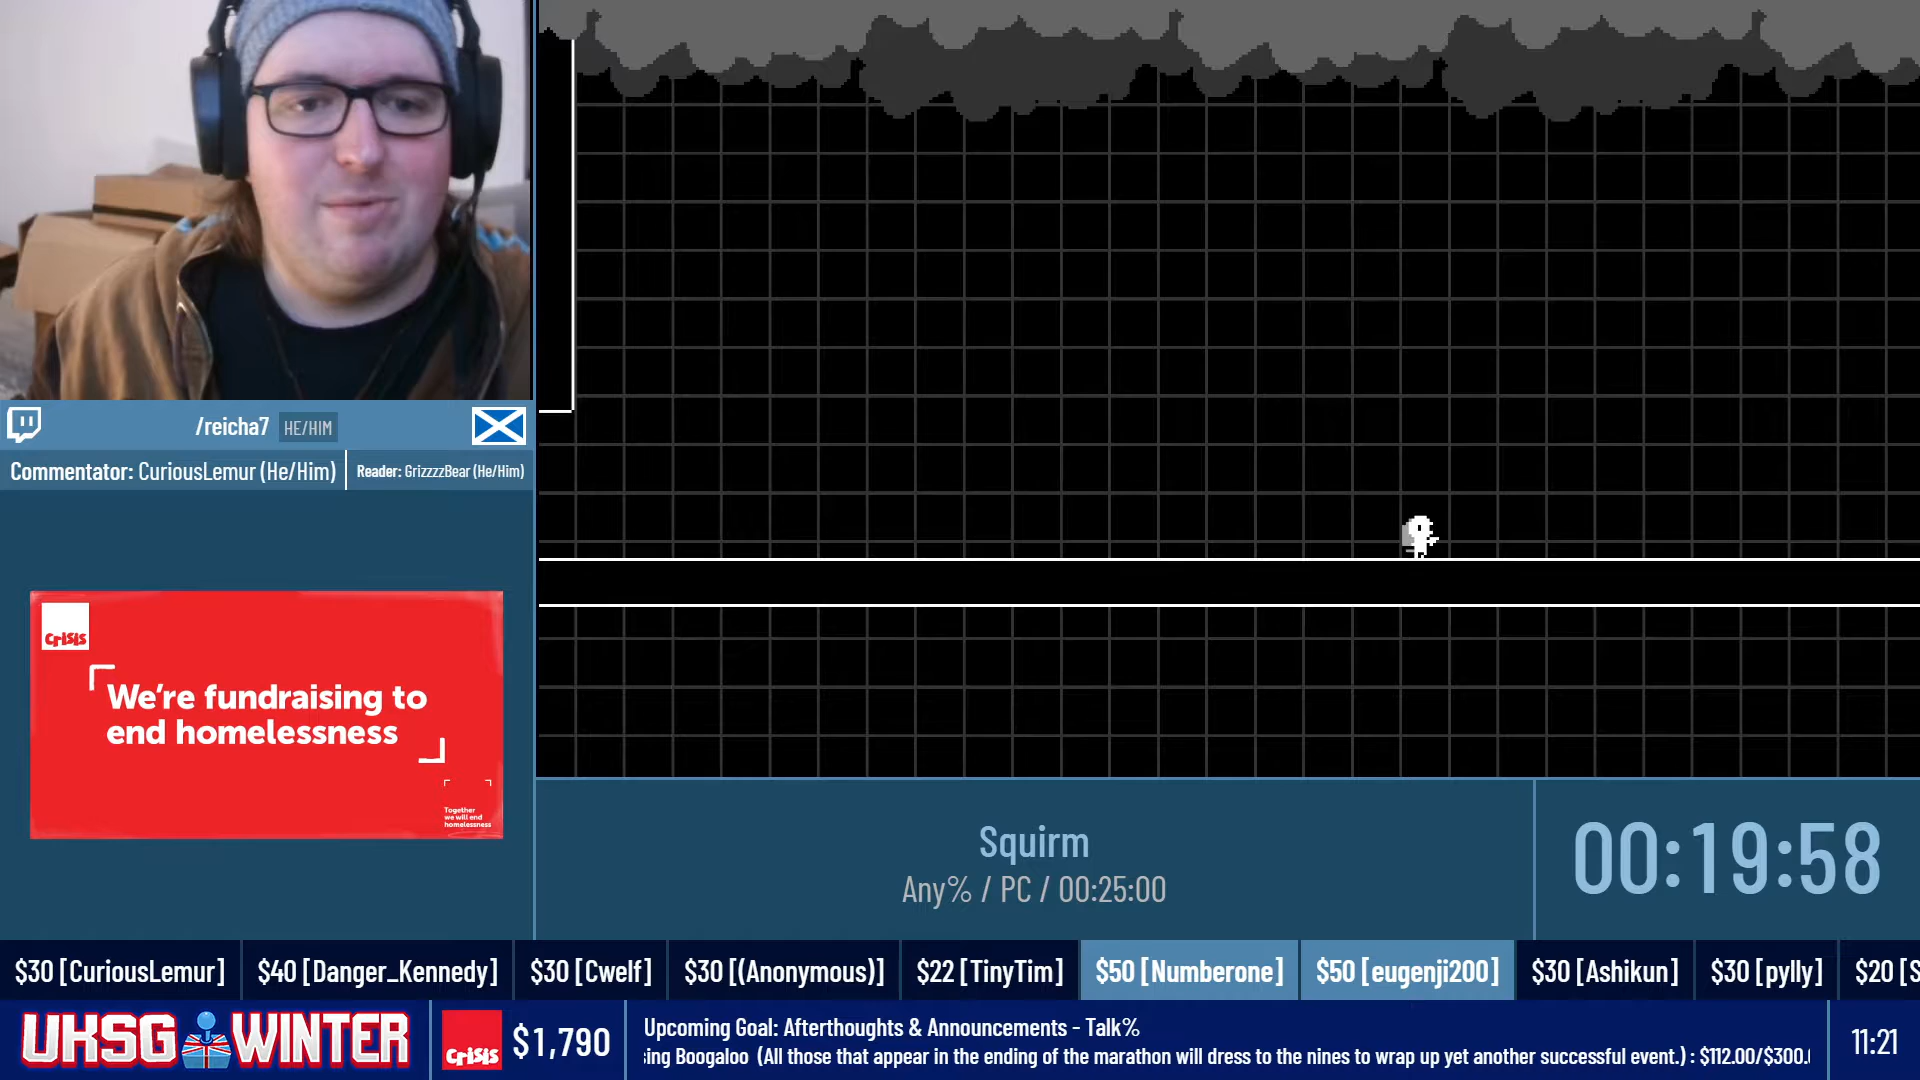 /reicha7 HE/HIM
Commentator: CuriousLemur (He/Him)
Reader: GrizzzzBear (He/Him)
Crisis
We're fundraising to
end homelessness
Together
we will end
homelessness
Squirm
Any% / PC / 00:25:00
00:19:58
$30 [CuriousLemur] $40 [Danger_Kennedy] $30 [Cwelf] $30 [(Anonymous)] $22 [TinyTim] $50 [Numberone] $50 [eugenji200] $30 [Ashikun] $30 [pylly] $20 [S
UKSG WINTER
Crisis
$1,790
Upcoming Goal: Afterthoughts & Announcements - Talk%
ing Boogaloo (All those that appear in the ending of the marathon will dress to the nines to wrap up yet another successful event.) : $112.00/$300.
11:21